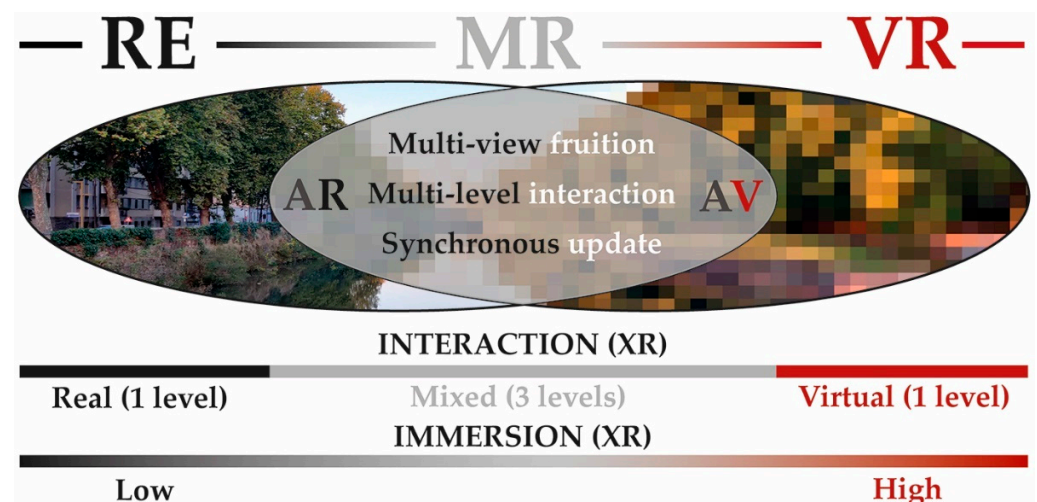 RE MR VR
Multi-view fruition
AR Multi-level interaction AV
Synchronous update
INTERACTION (XR)
Real (1 level) Mixed (3 levels) Virtual (1 level)
IMMERSION (XR)
Low High